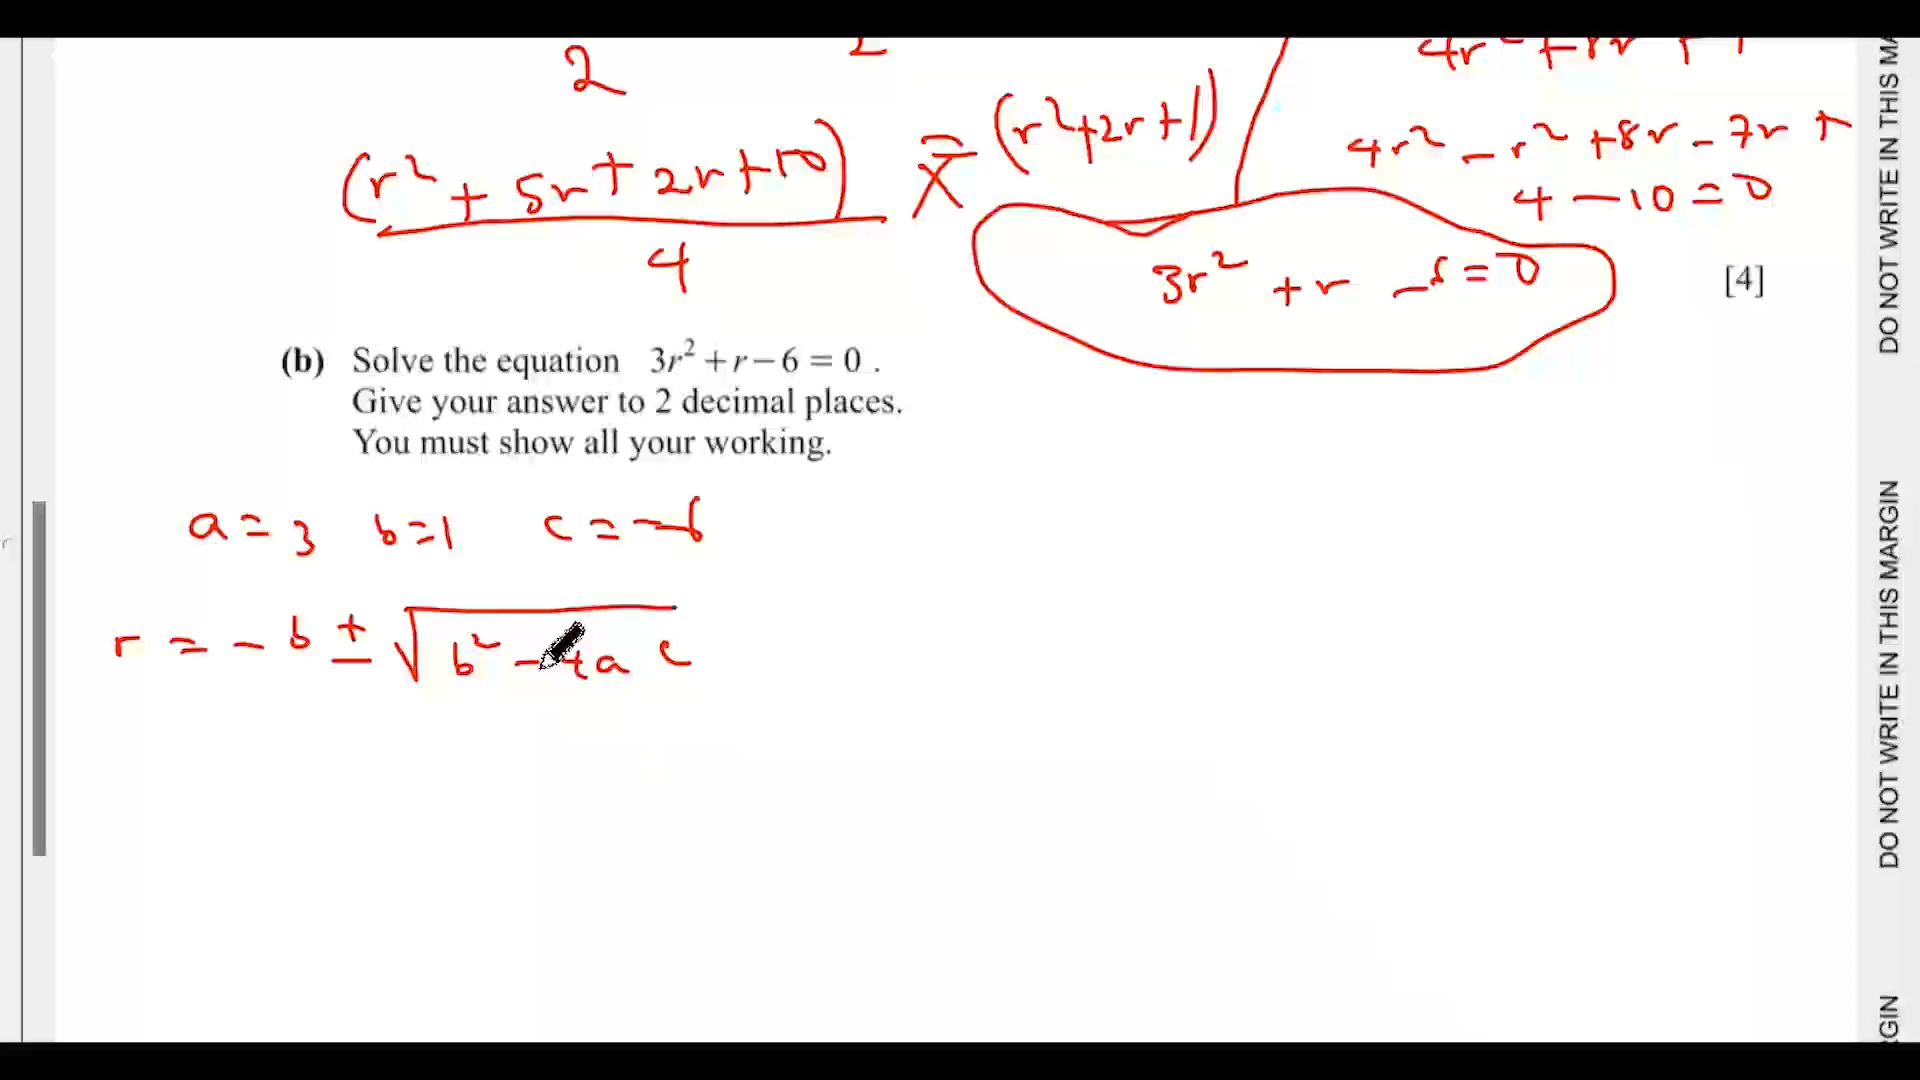 2
(r² + 5r + 2r + 10)
4
(r² + 2r + 1)
4r² - r² + 8r - 7r +
4 - 10 = 0
3r² + r - 6 = 0
[4]
(b) Solve the equation 3r² + r − 6 = 0 .
Give your answer to 2 decimal places.
You must show all your working.
a = 3 b = 1 c = -6
r = - b ± √b² - 4ac
DO NOT WRITE IN THIS MA
DO NOT WRITE IN THIS MARGIN
GIN